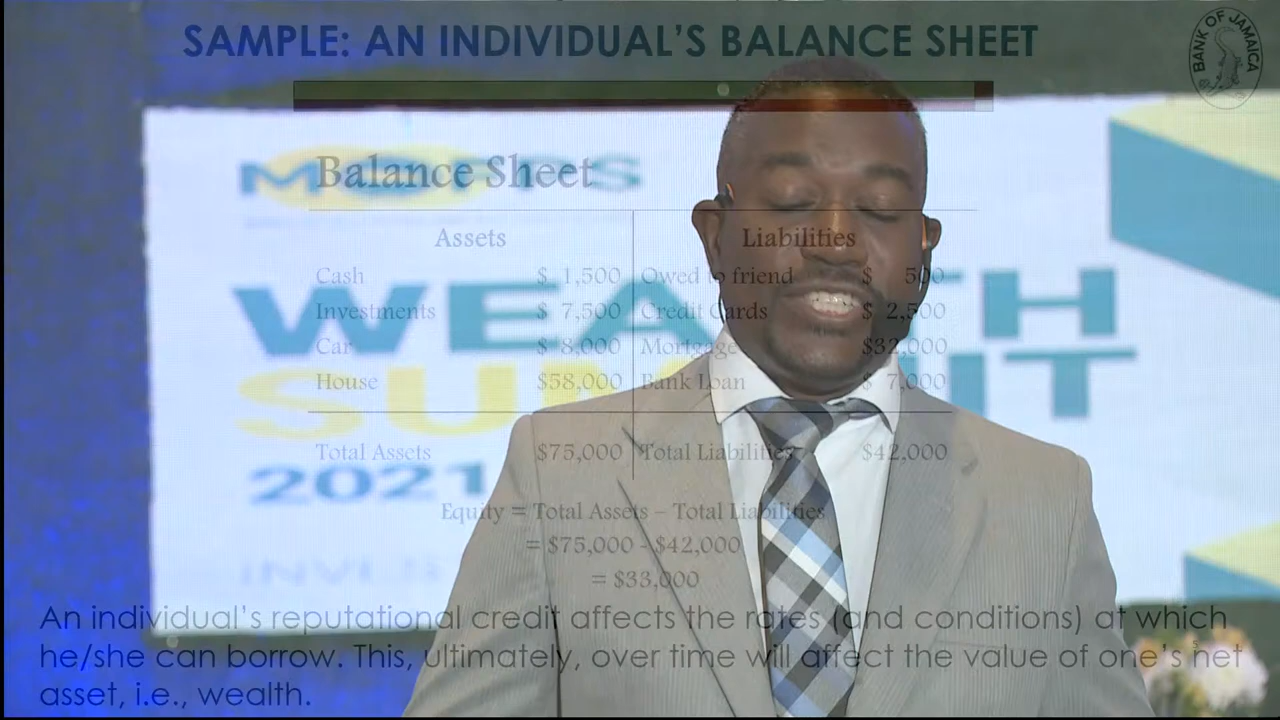 SAMPLE: AN INDIVIDUAL'S BALANCE SHEET
BANK OF JAMAICA
Balance Sheet
Assets Liabilities
Cash $ 1,500 Owed to friend $ 500
Investments $ 7,500 Credit Cards $ 2,500
Car $ 8,000 Mortgage $32,000
House $58,000 Bank Loan $ 7,000
Total Assets $75,000 Total Liabilities $42,000
Equity = Total Assets – Total Liabilities
= $75,000 - $42,000
= $33,000
An individual's reputational credit affects the rates (and conditions) at which
he/she can borrow. This, ultimately, over time will affect the value of one's net
asset, i.e., wealth.
2021